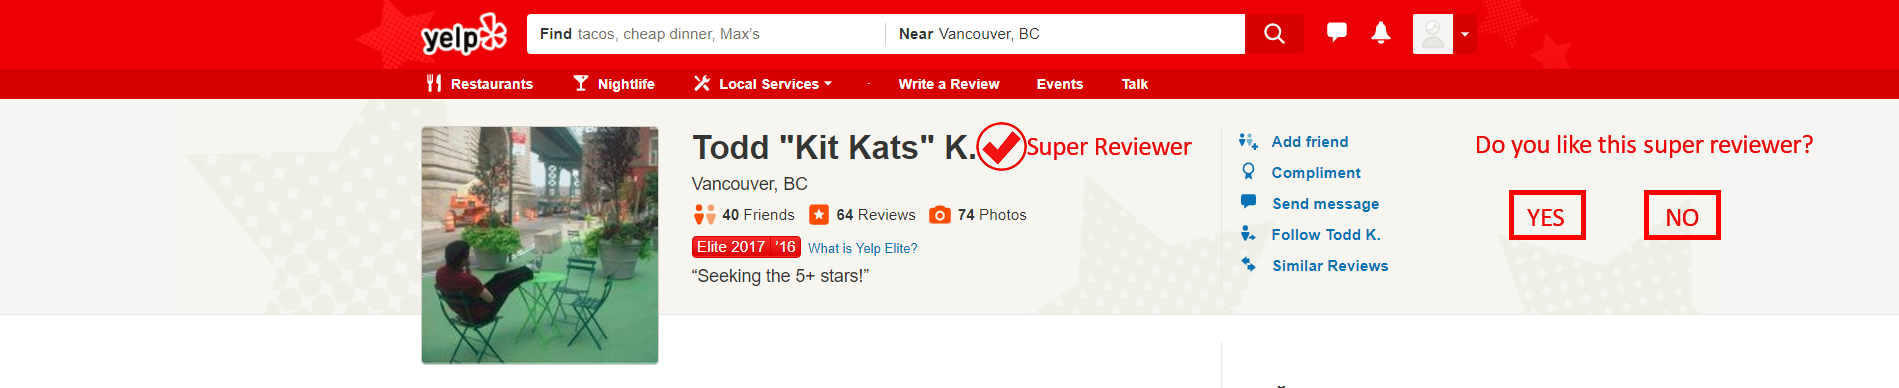 yelp
Find tacos, cheap dinner, Max's
Near Vancouver, BC
Restaurants
Nightlife
Local Services
Write a Review
Events
Talk
Todd "Kit Kats" K.
Super Reviewer
Vancouver, BC
40 Friends
64 Reviews
74 Photos
Elite 2017 '16
What is Yelp Elite?
“Seeking the 5+ stars!”
Add friend
Compliment
Send message
Follow Todd K.
Similar Reviews
Do you like this super reviewer?
YES
NO